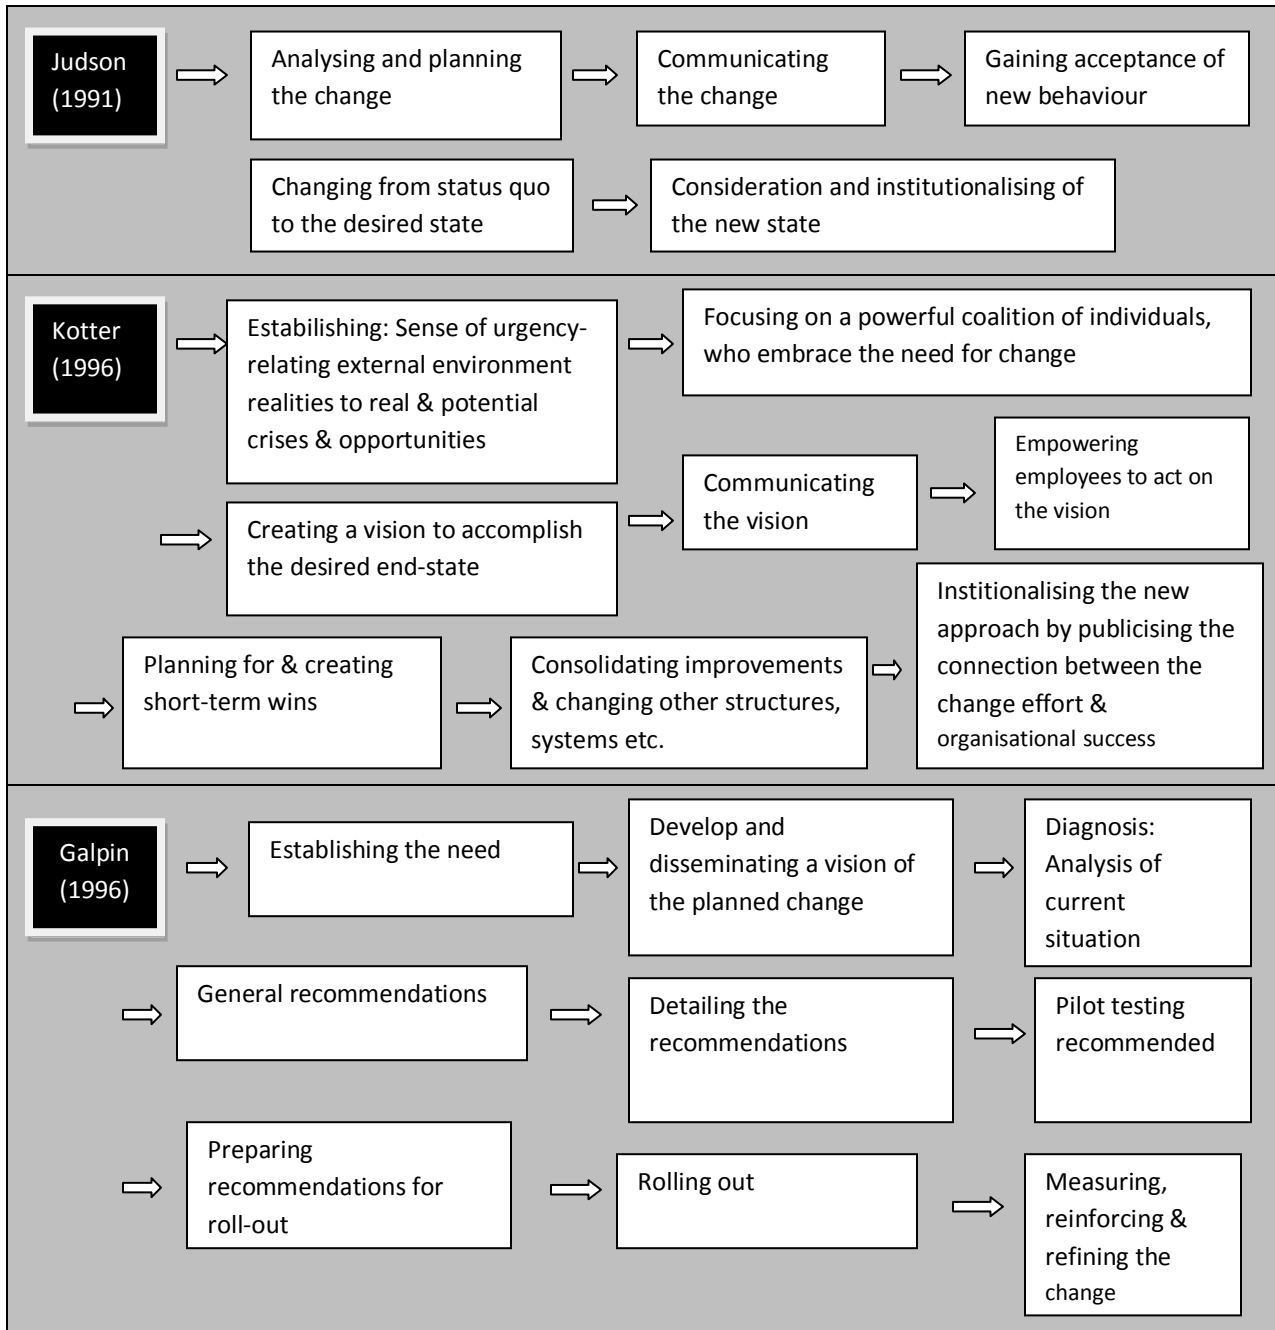 Judson
(1991)
Analysing and planning
the change
Communicating
the change
Gaining acceptance of
new behaviour
Changing from status quo
to the desired state
Consideration and institutionalising of
the new state
Kotter
(1996)
Estabilishing: Sense of urgency-
relating external environment
realities to real & potential
crises & opportunities
Focusing on a powerful coalition of individuals,
who embrace the need for change
Creating a vision to accomplish
the desired end-state
Communicating
the vision
Empowering
employees to act on
the vision
Planning for & creating
short-term wins
Consolidating improvements
& changing other structures,
systems etc.
Institionalising the new
approach by publicising the
connection between the
change effort &
organisational success
Galpin
(1996)
Establishing the need
Develop and
disseminating a vision of
the planned change
Diagnosis:
Analysis of
current
situation
General recommendations
Detailing the
recommendations
Pilot testing
recommended
Preparing
recommendations for
roll-out
Rolling out
Measuring,
reinforcing &
refining the
change